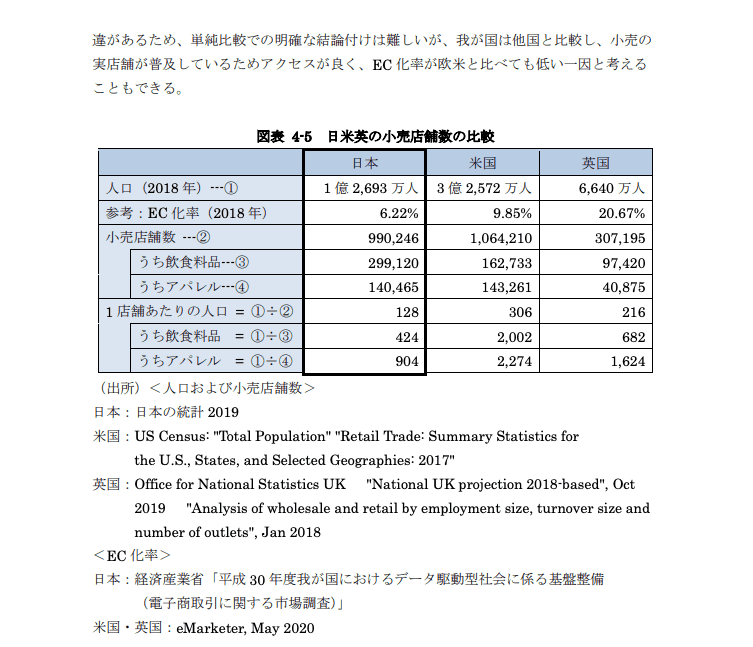 違があるため、単純比較での明確な結論付けは難しいが、我が国は他国と比較し、小売の
実店舗が普及しているためアクセスが良く、EC 化率が欧米と比べても低い一因と考える
こともできる。
図表 4-5 日米英の小売店舗数の比較
日本 米国 英国
人口（2018 年）---① 1 億 2,693 万人 3 億 2,572 万人 6,640 万人
参考：EC 化率（2018 年） 6.22% 9.85% 20.67%
小売店舗数 ---② 990,246 1,064,210 307,195
うち飲食料品---③ 299,120 162,733 97,420
うちアパレル---④ 140,465 143,261 40,875
1 店舗あたりの人口 = ①÷② 128 306 216
うち飲食料品 = ①÷③ 424 2,002 682
うちアパレル = ①÷④ 904 2,274 1,624
（出所）＜人口および小売店舗数＞
日本：日本の統計 2019
米国：US Census: "Total Population" "Retail Trade: Summary Statistics for
the U.S., States, and Selected Geographies: 2017"
英国：Office for National Statistics UK "National UK projection 2018-based", Oct
2019 "Analysis of wholesale and retail by employment size, turnover size and
number of outlets", Jan 2018
＜EC 化率＞
日本：経済産業省「平成 30 年度我が国におけるデータ駆動型社会に係る基盤整備
（電子商取引に関する市場調査）」
米国・英国：eMarketer, May 2020